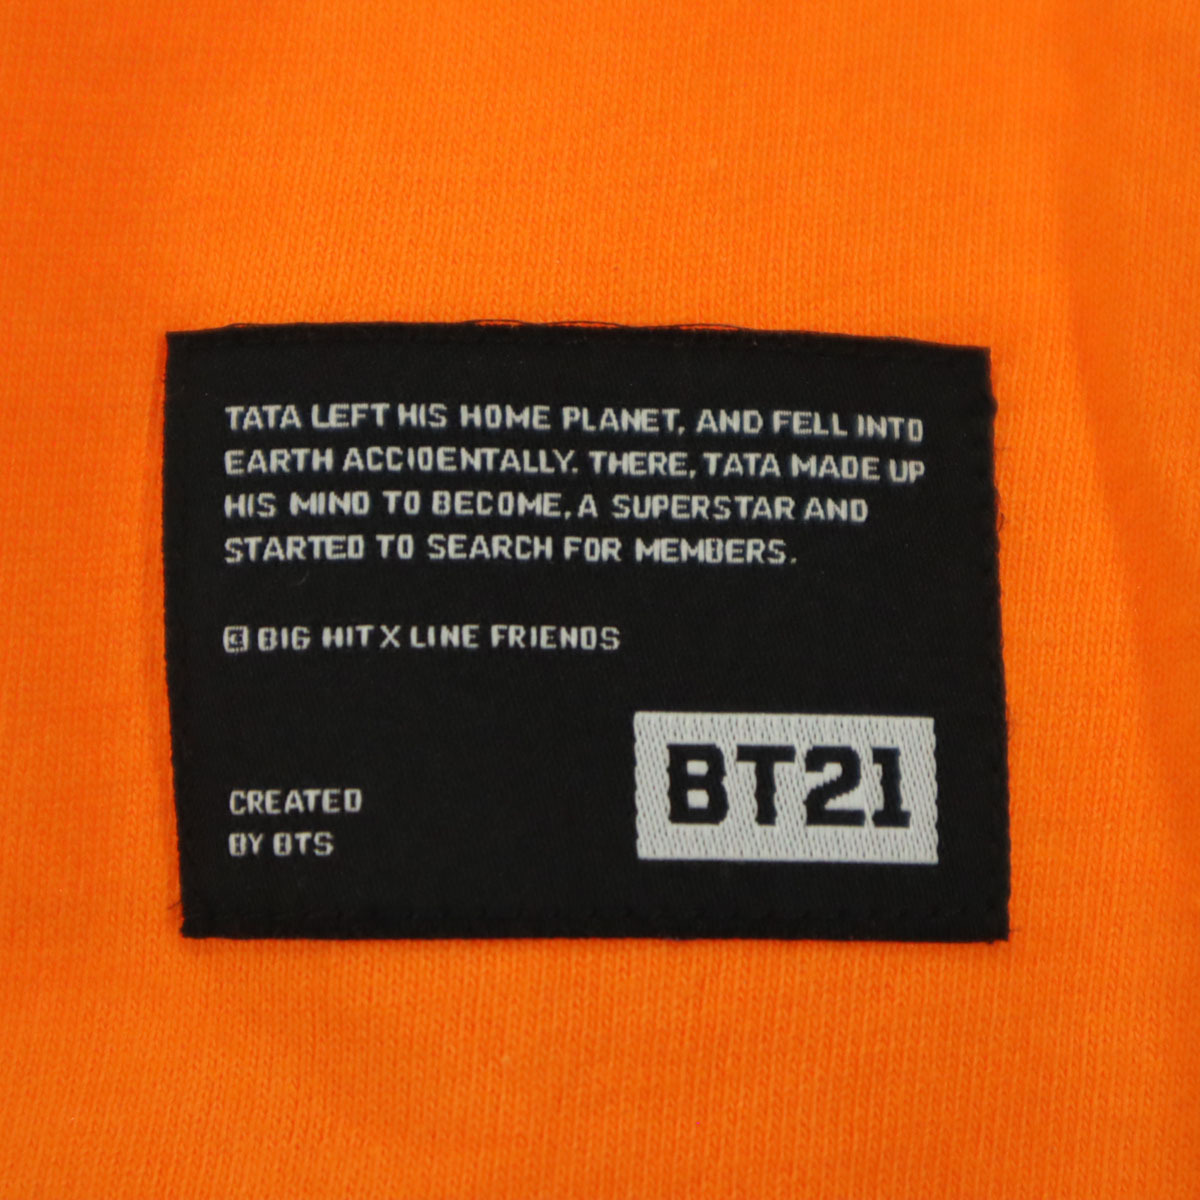 TATA LEFT HIS HOME PLANET, AND FELL INTO
EARTH ACCIDENTALLY. THERE, TATA MADE UP
HIS MIND TO BECOME, A SUPERSTAR AND
STARTED TO SEARCH FOR MEMBERS.
© BIG HIT X LINE FRIENDS
CREATED
BY BTS
BT21